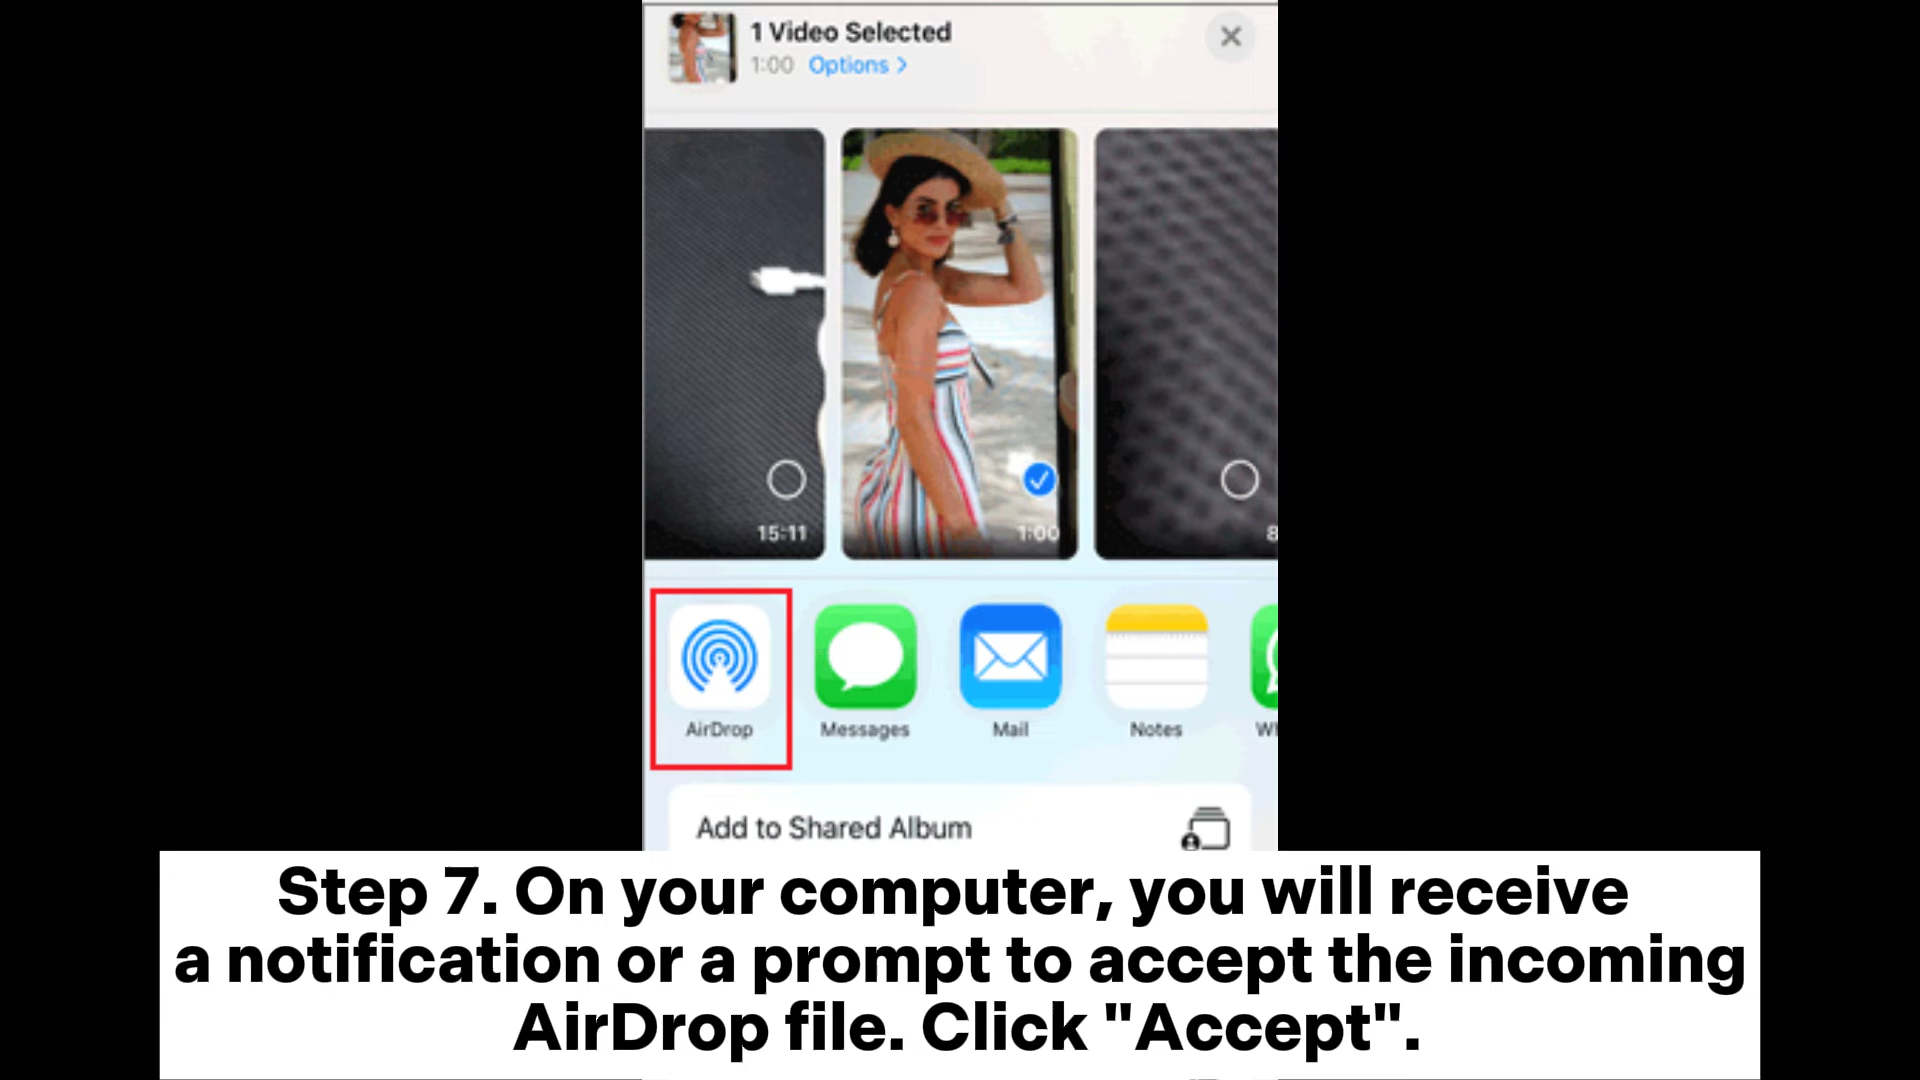 1 Video Selected
1:00 Options >
15:11
1:00
8
AirDrop
Messages
Mail
Notes
Add to Shared Album
Step 7. On your computer, you will receive
a notification or a prompt to accept the incoming
AirDrop file. Click "Accept".